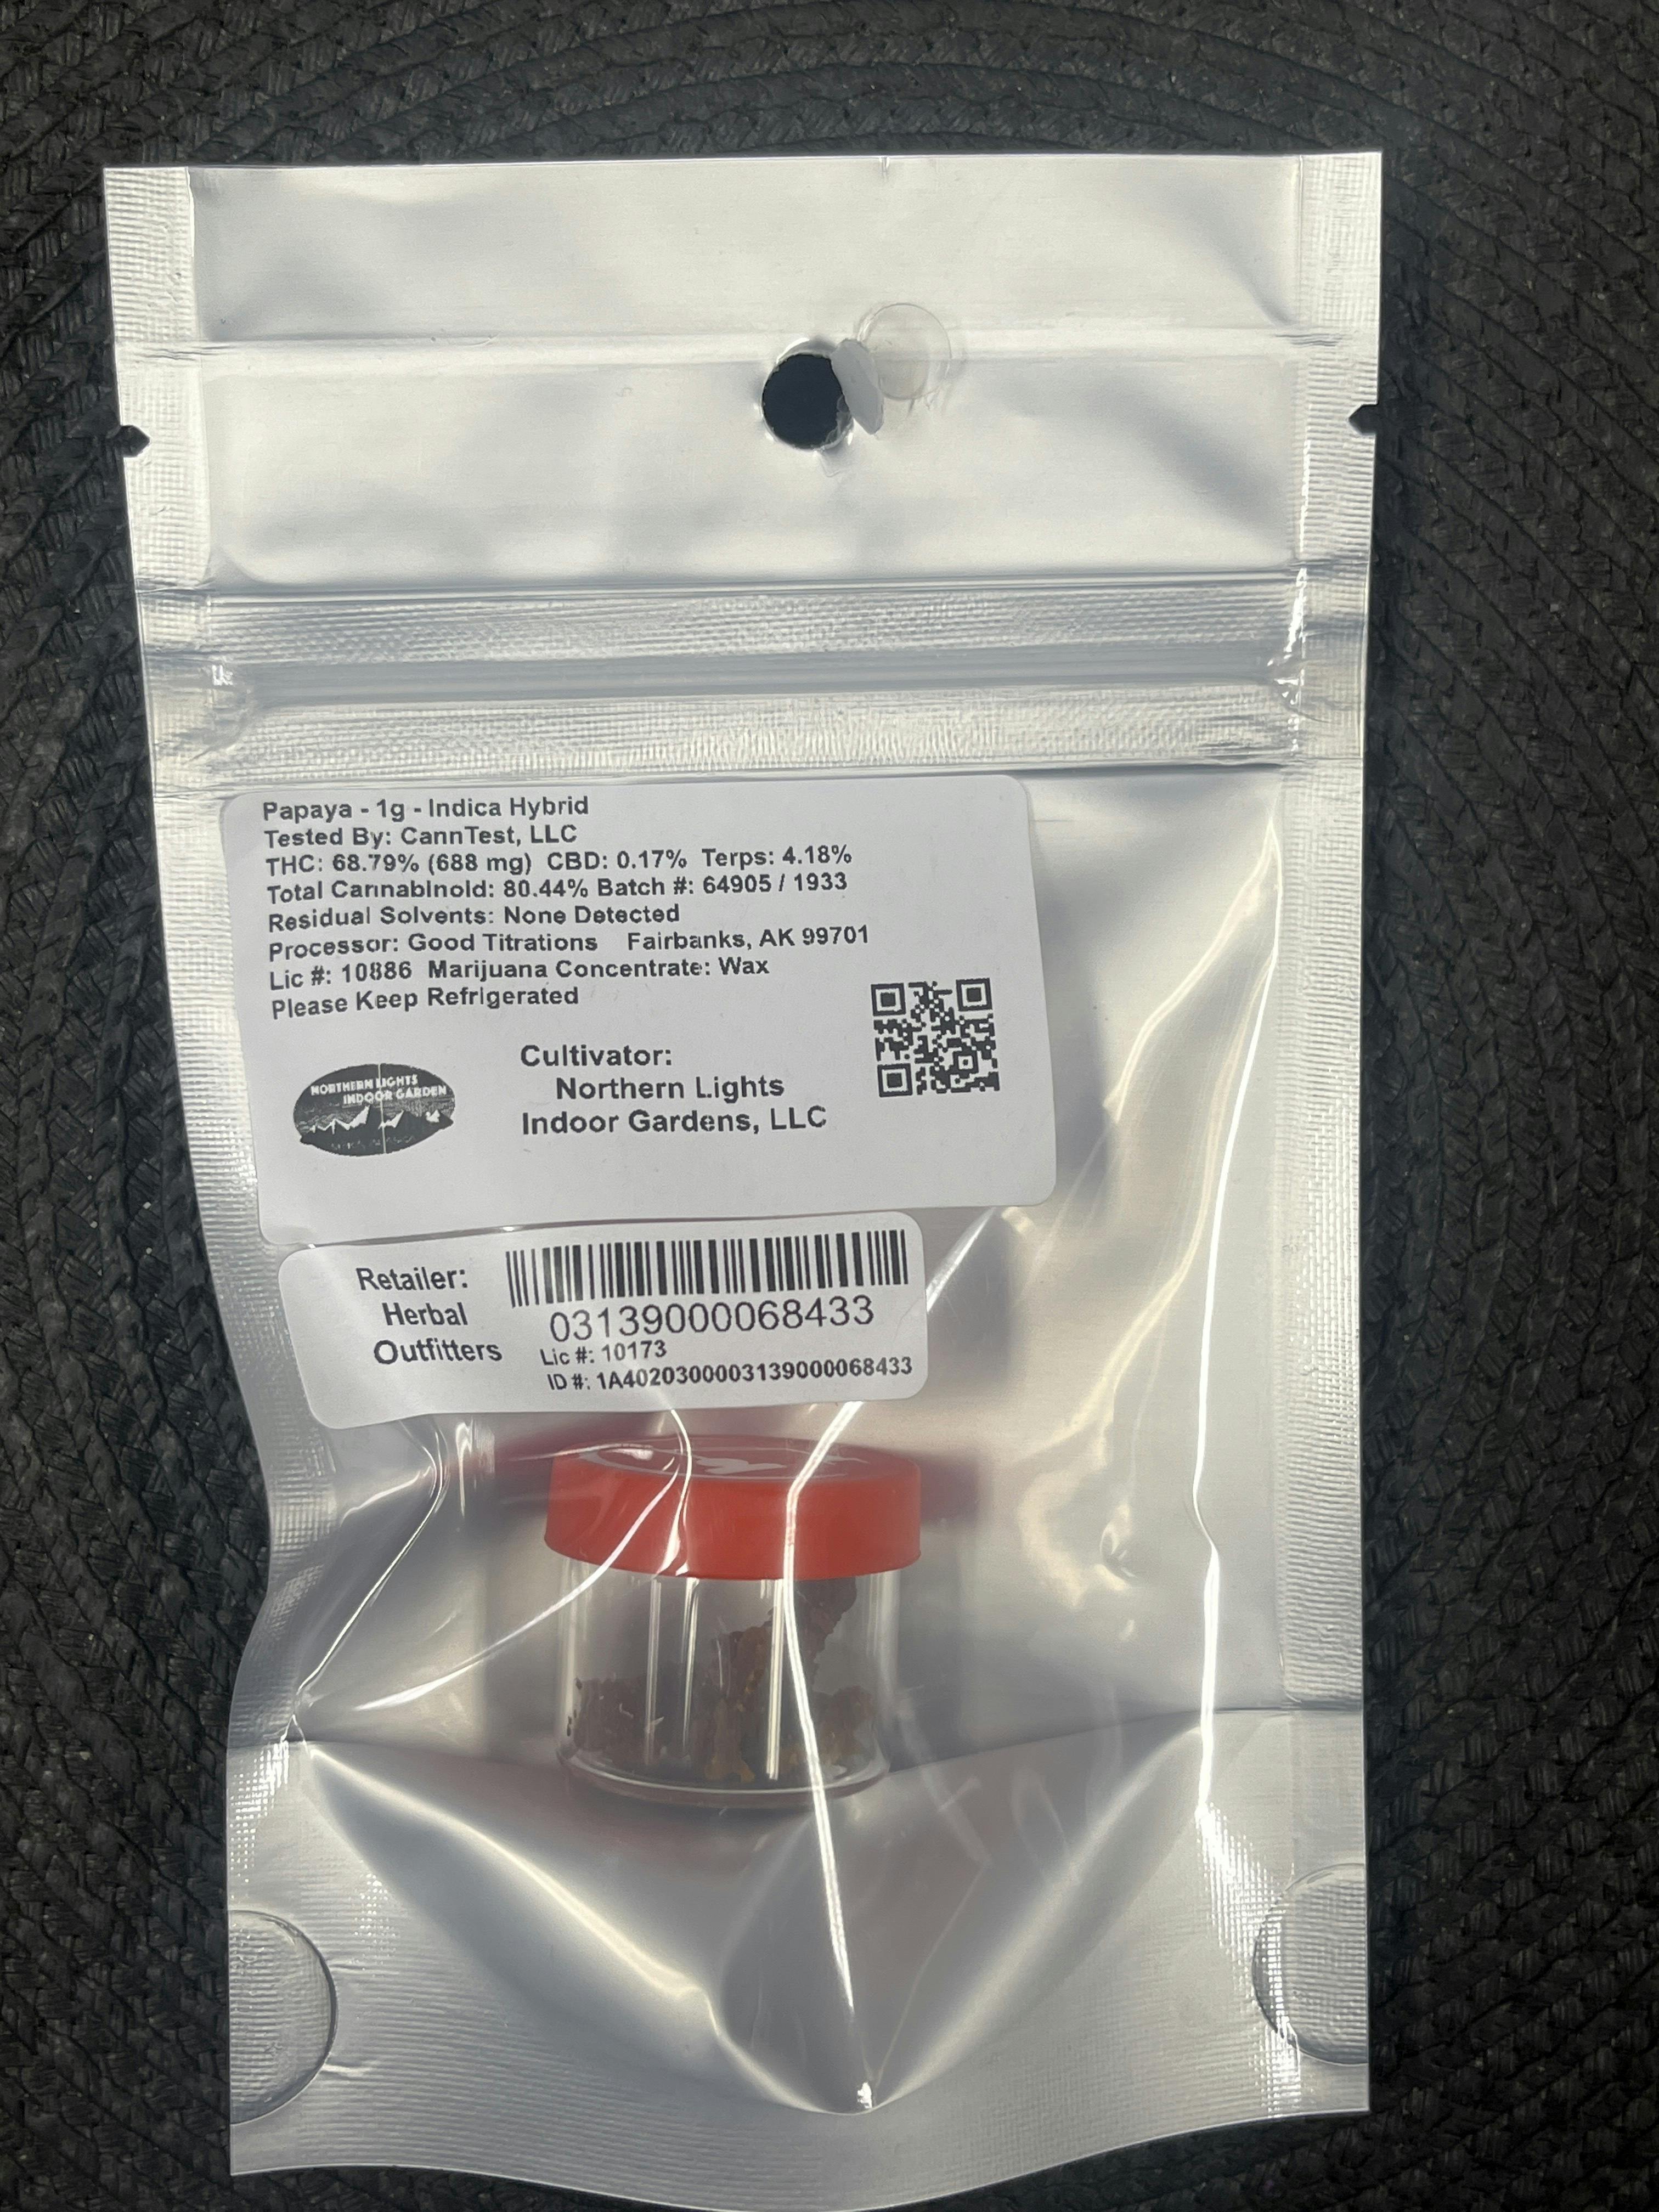 Papaya - 1g - Indica Hybrid
Tested By: CannTest, LLC
THC: 68.79% (688 mg) CBD: 0.17% Terps: 4.18%
Total Cannabinoid: 80.44% Batch #: 64905 / 1933
Residual Solvents: None Detected
Processor: Good Titrations Fairbanks, AK 99701
Lic #: 10886 Marijuana Concentrate: Wax
Please Keep Refrigerated
NORTHERN LIGHTS
INDOOR GARDEN
Cultivator:
Northern Lights
Indoor Gardens, LLC
Retailer:
Herbal
Outfitters
03139000068433
Lic #: 10173
ID #: 1A4020300003139000068433